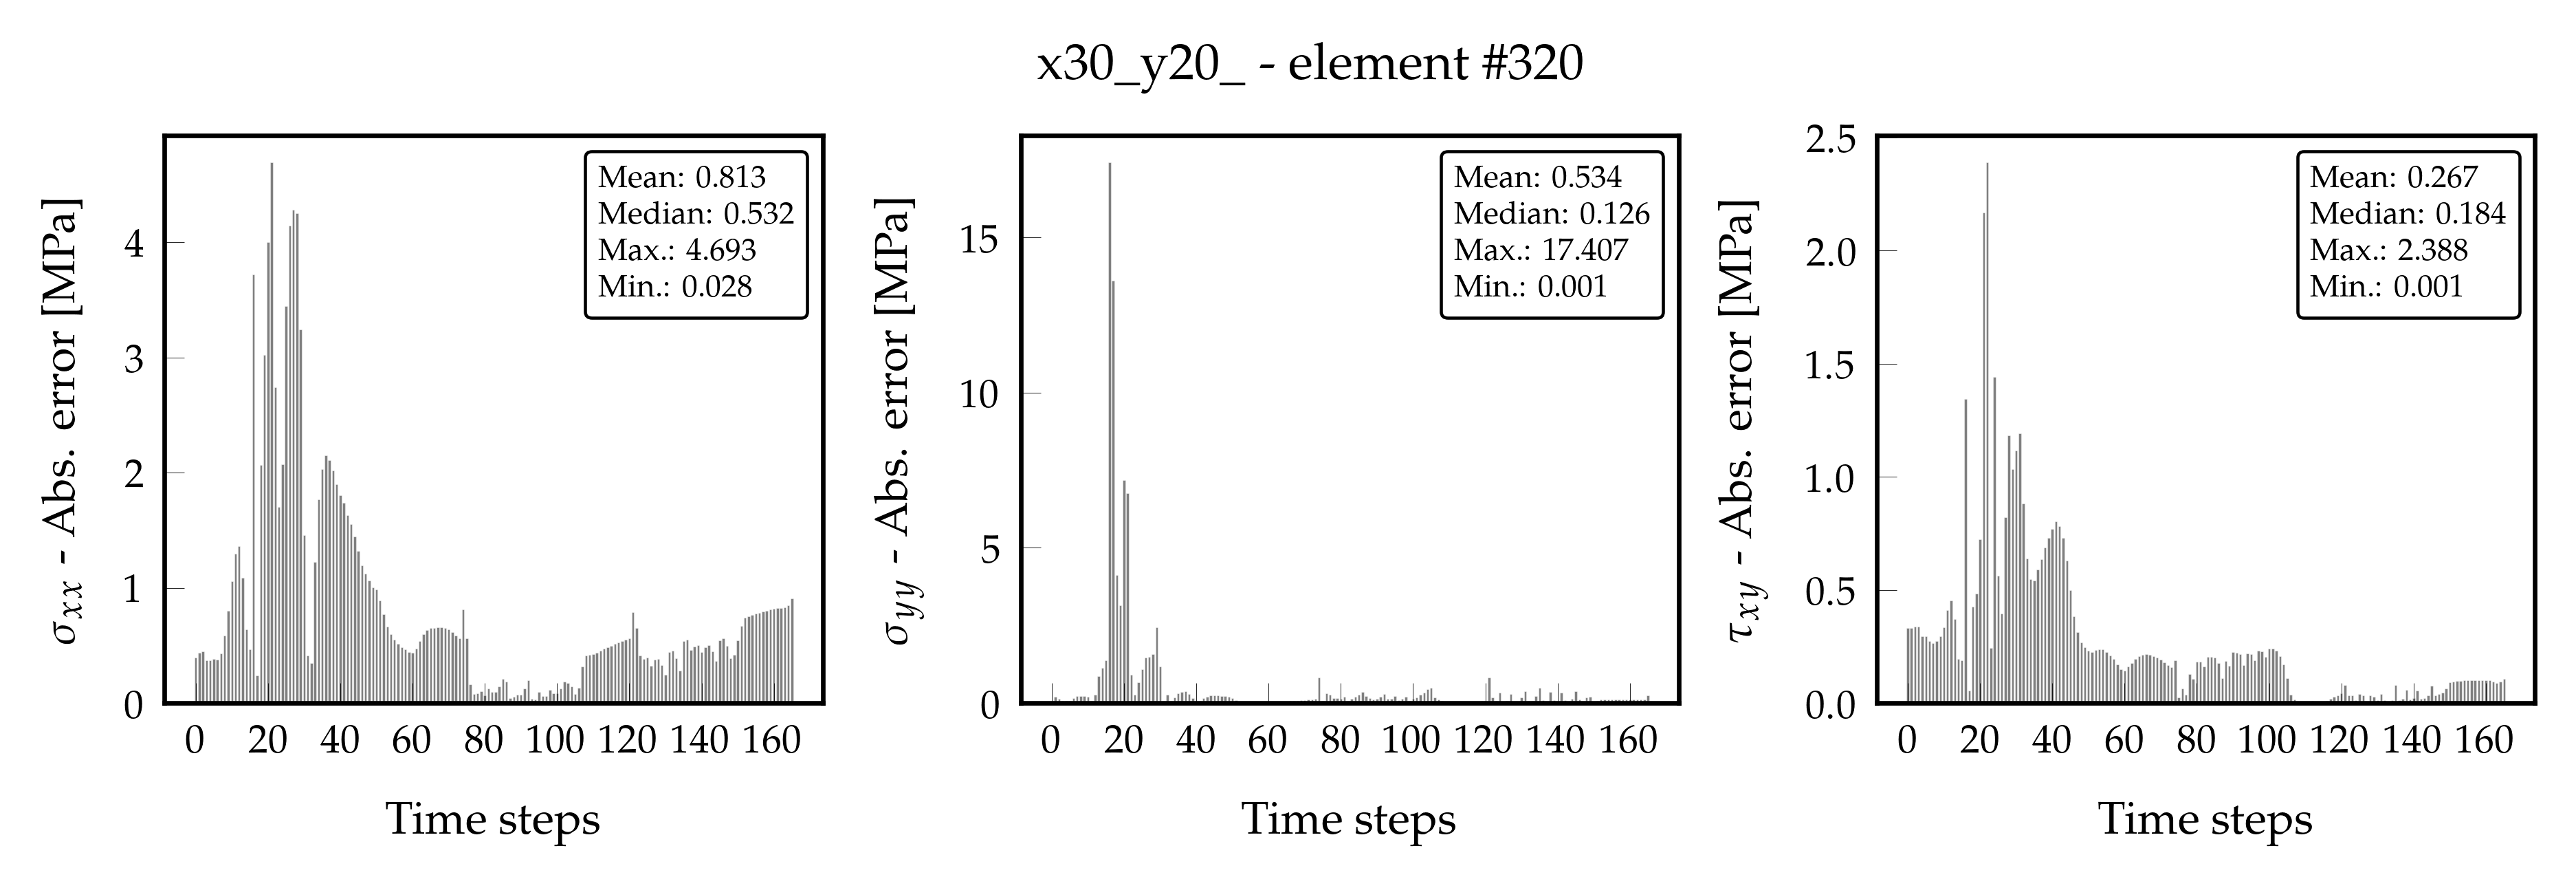 x30_y20_ - element #320
σxx - Abs. error [MPa]
4
3
2
1
0
Mean: 0.813
Median: 0.532
Max.: 4.693
Min.: 0.028
0 20 40 60 80 100 120 140 160
Time steps
σyy - Abs. error [MPa]
15
10
5
0
Mean: 0.534
Median: 0.126
Max.: 17.407
Min.: 0.001
0 20 40 60 80 100 120 140 160
Time steps
τxy - Abs. error [MPa]
2.5
2.0
1.5
1.0
0.5
0.0
Mean: 0.267
Median: 0.184
Max.: 2.388
Min.: 0.001
0 20 40 60 80 100 120 140 160
Time steps